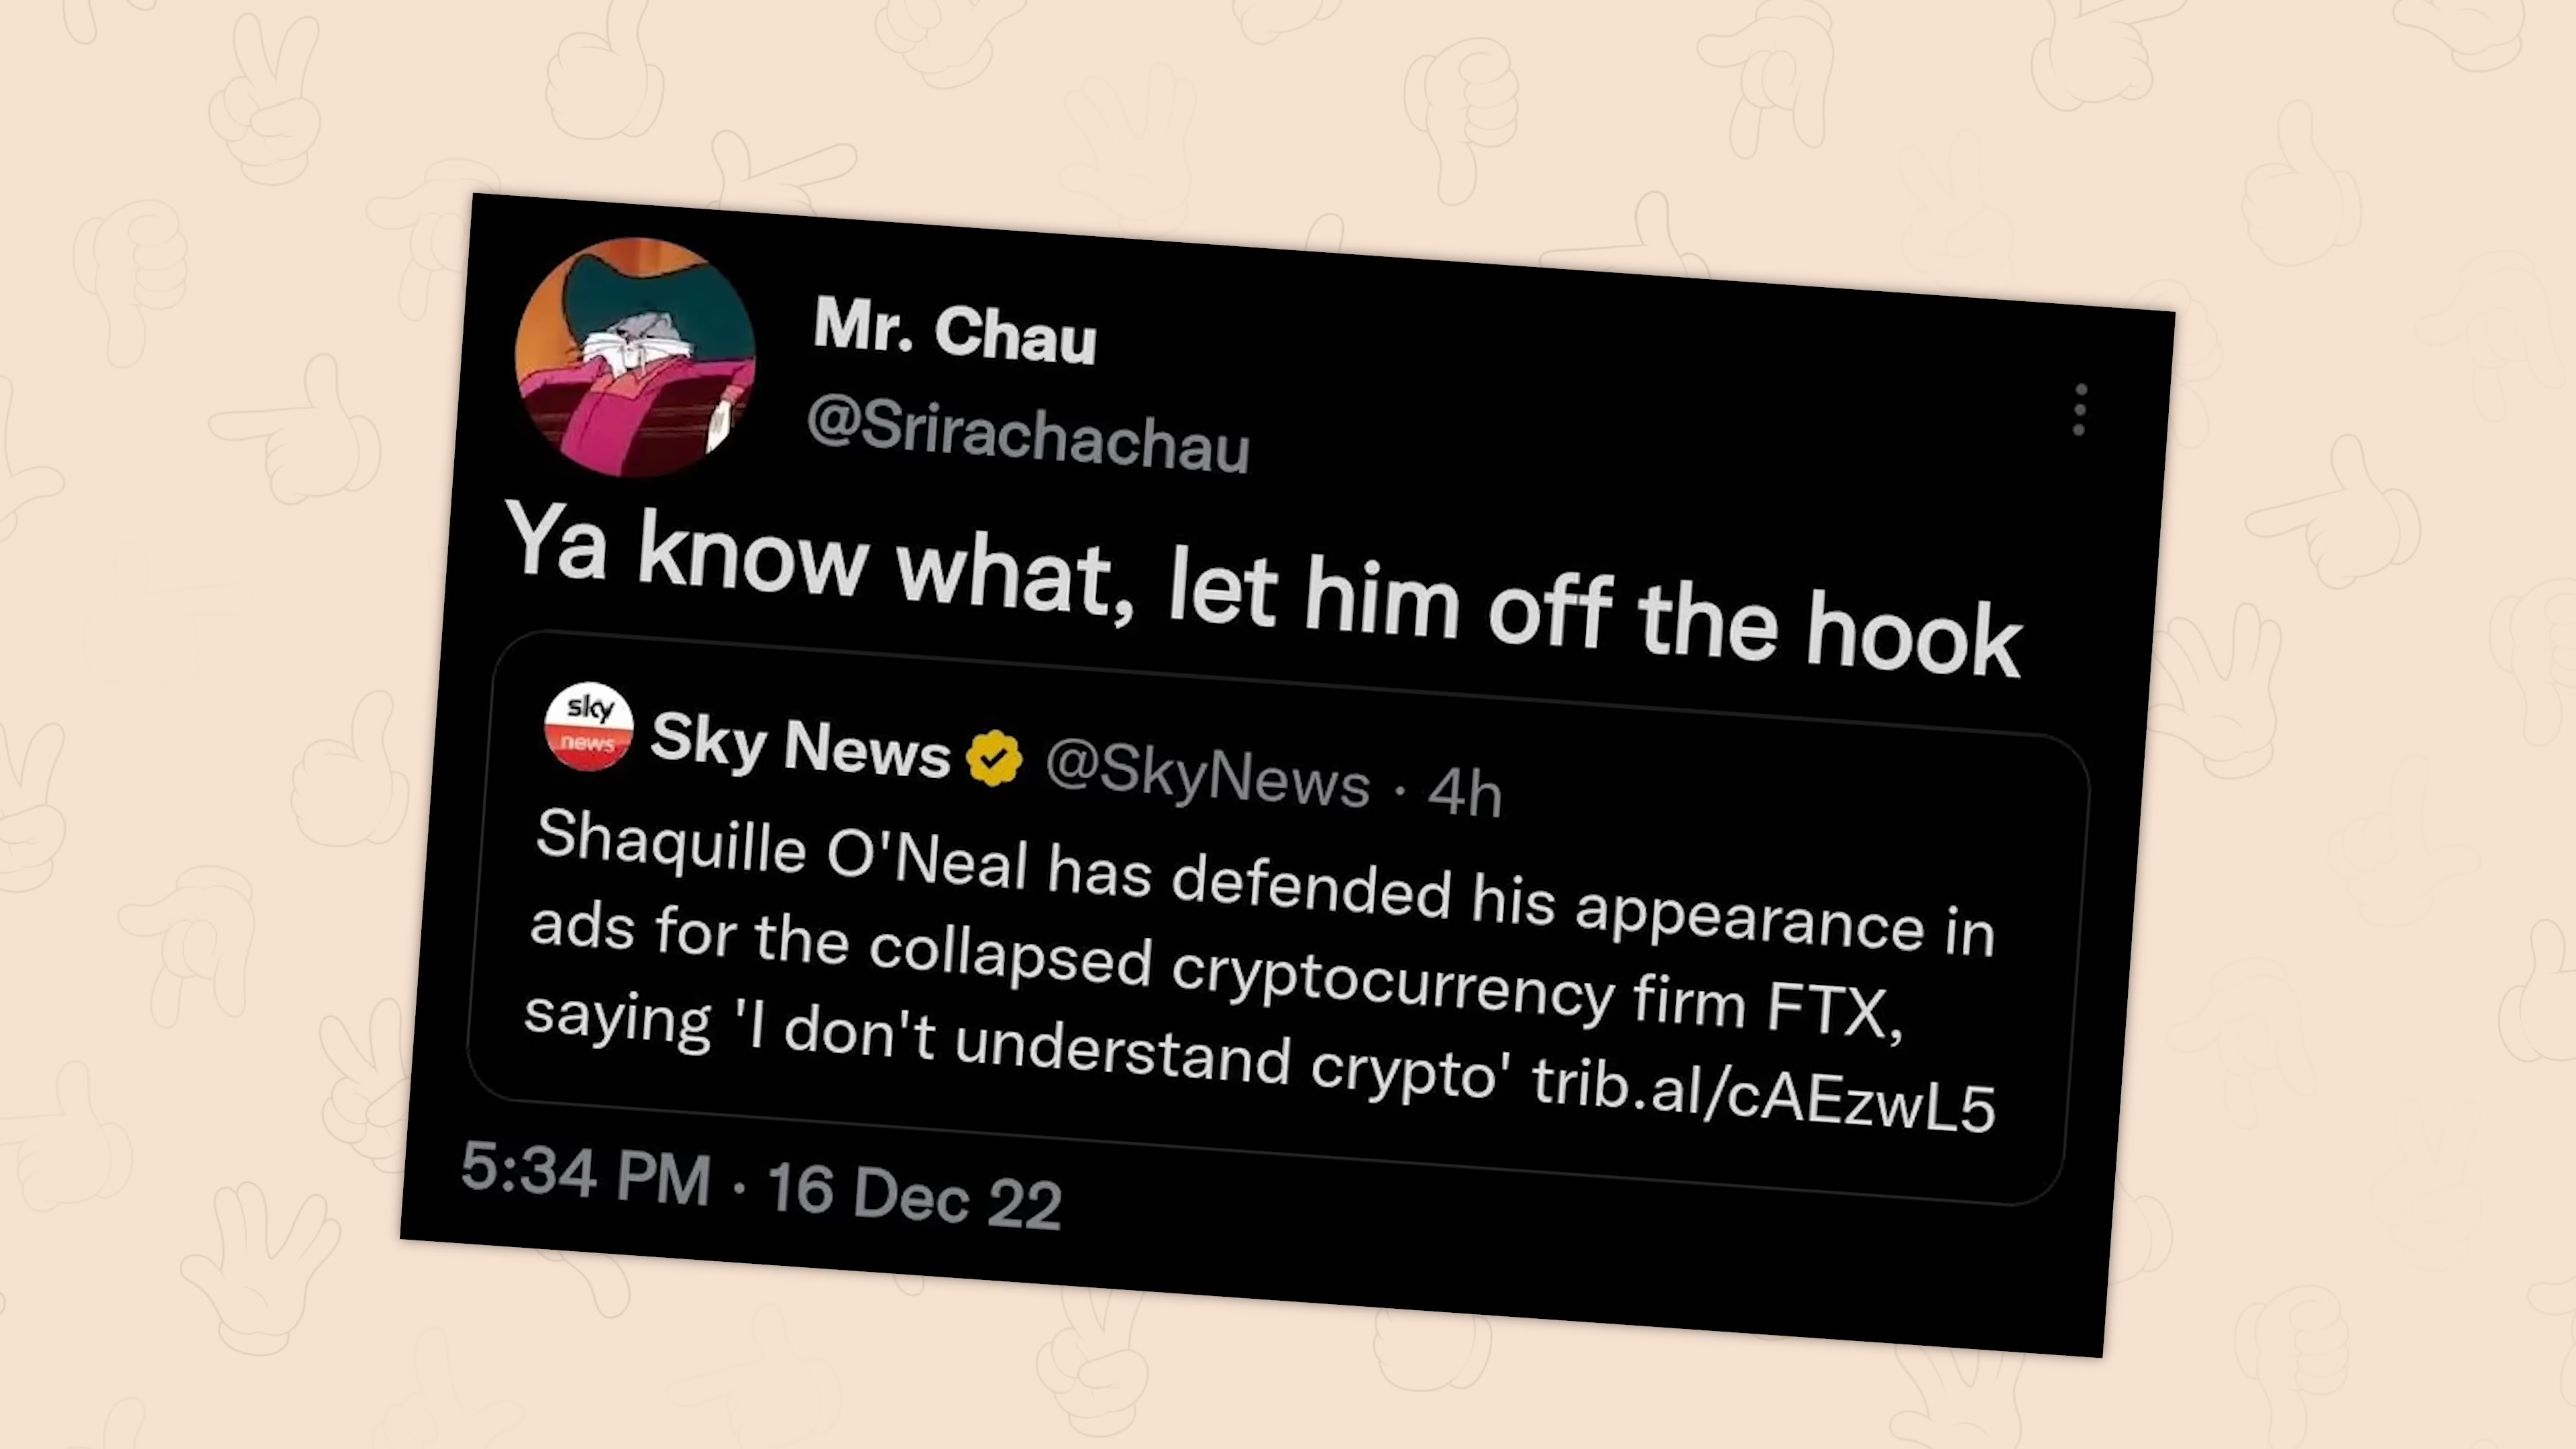 Mr. Chau
@Srirachachau
Ya know what, let him off the hook
sky
news
Sky News @SkyNews · 4h
Shaquille O'Neal has defended his appearance in
ads for the collapsed cryptocurrency firm FTX,
saying 'I don't understand crypto' trib.al/cAEzwL5
5:34 PM · 16 Dec 22